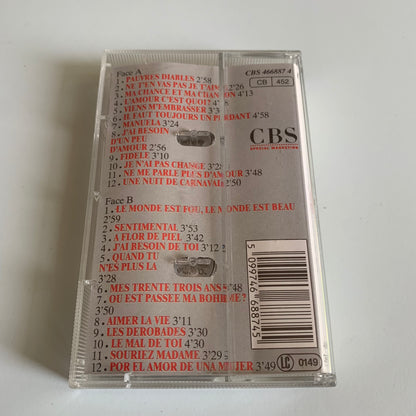 Face A
1. PAUVRES DIABLES 2'58
2. NE T'EN VAS PAS JE T'ADORE 2'26
3. MA CHANCE ET MA CHANSON 4'13
4. L'AMOUR C'EST QUOI?
5. VIENS M'EMBRASSER
6. IL FAUT TOUJOURS UN PERDANT 4'58
7. MANUELA 3'24
8. J'AI BESOIN
D'UN PEU
D'AMOUR 2'56
9. FIDELE 3'10
10. JE N'AI PAS CHANGE 3'28
11. NE ME PARLE PLUS D'AMOUR 3'48
12. UNE NUIT DE CARNAVAL 2'50
Face B
1. LE MONDE EST FOU, LE MONDE EST BEAU
2'59
2. SENTIMENTAL 3'53
3. A FLOR DE PIEL 3'42
4. J'AI BESOIN DE TOI 3'12
5. QUAND TU
N'ES PLUS LA
3'28
6. MES TRENTE TROIS ANS 3'48
7. OU EST PASSEE MA BOHEME?
3'50
8. AIMER LA VIE 3'11
9. LES DEROBADES 3'30
10. LE MAL DE TOI 4'30
11. SOURIEZ MADAME 3'29
12. POR EL AMOR DE UNA MUJER 3'49
CBS 466887 4
CB 452
CBS
SPECIAL MARKETING
5 099746 688745
LC 0149